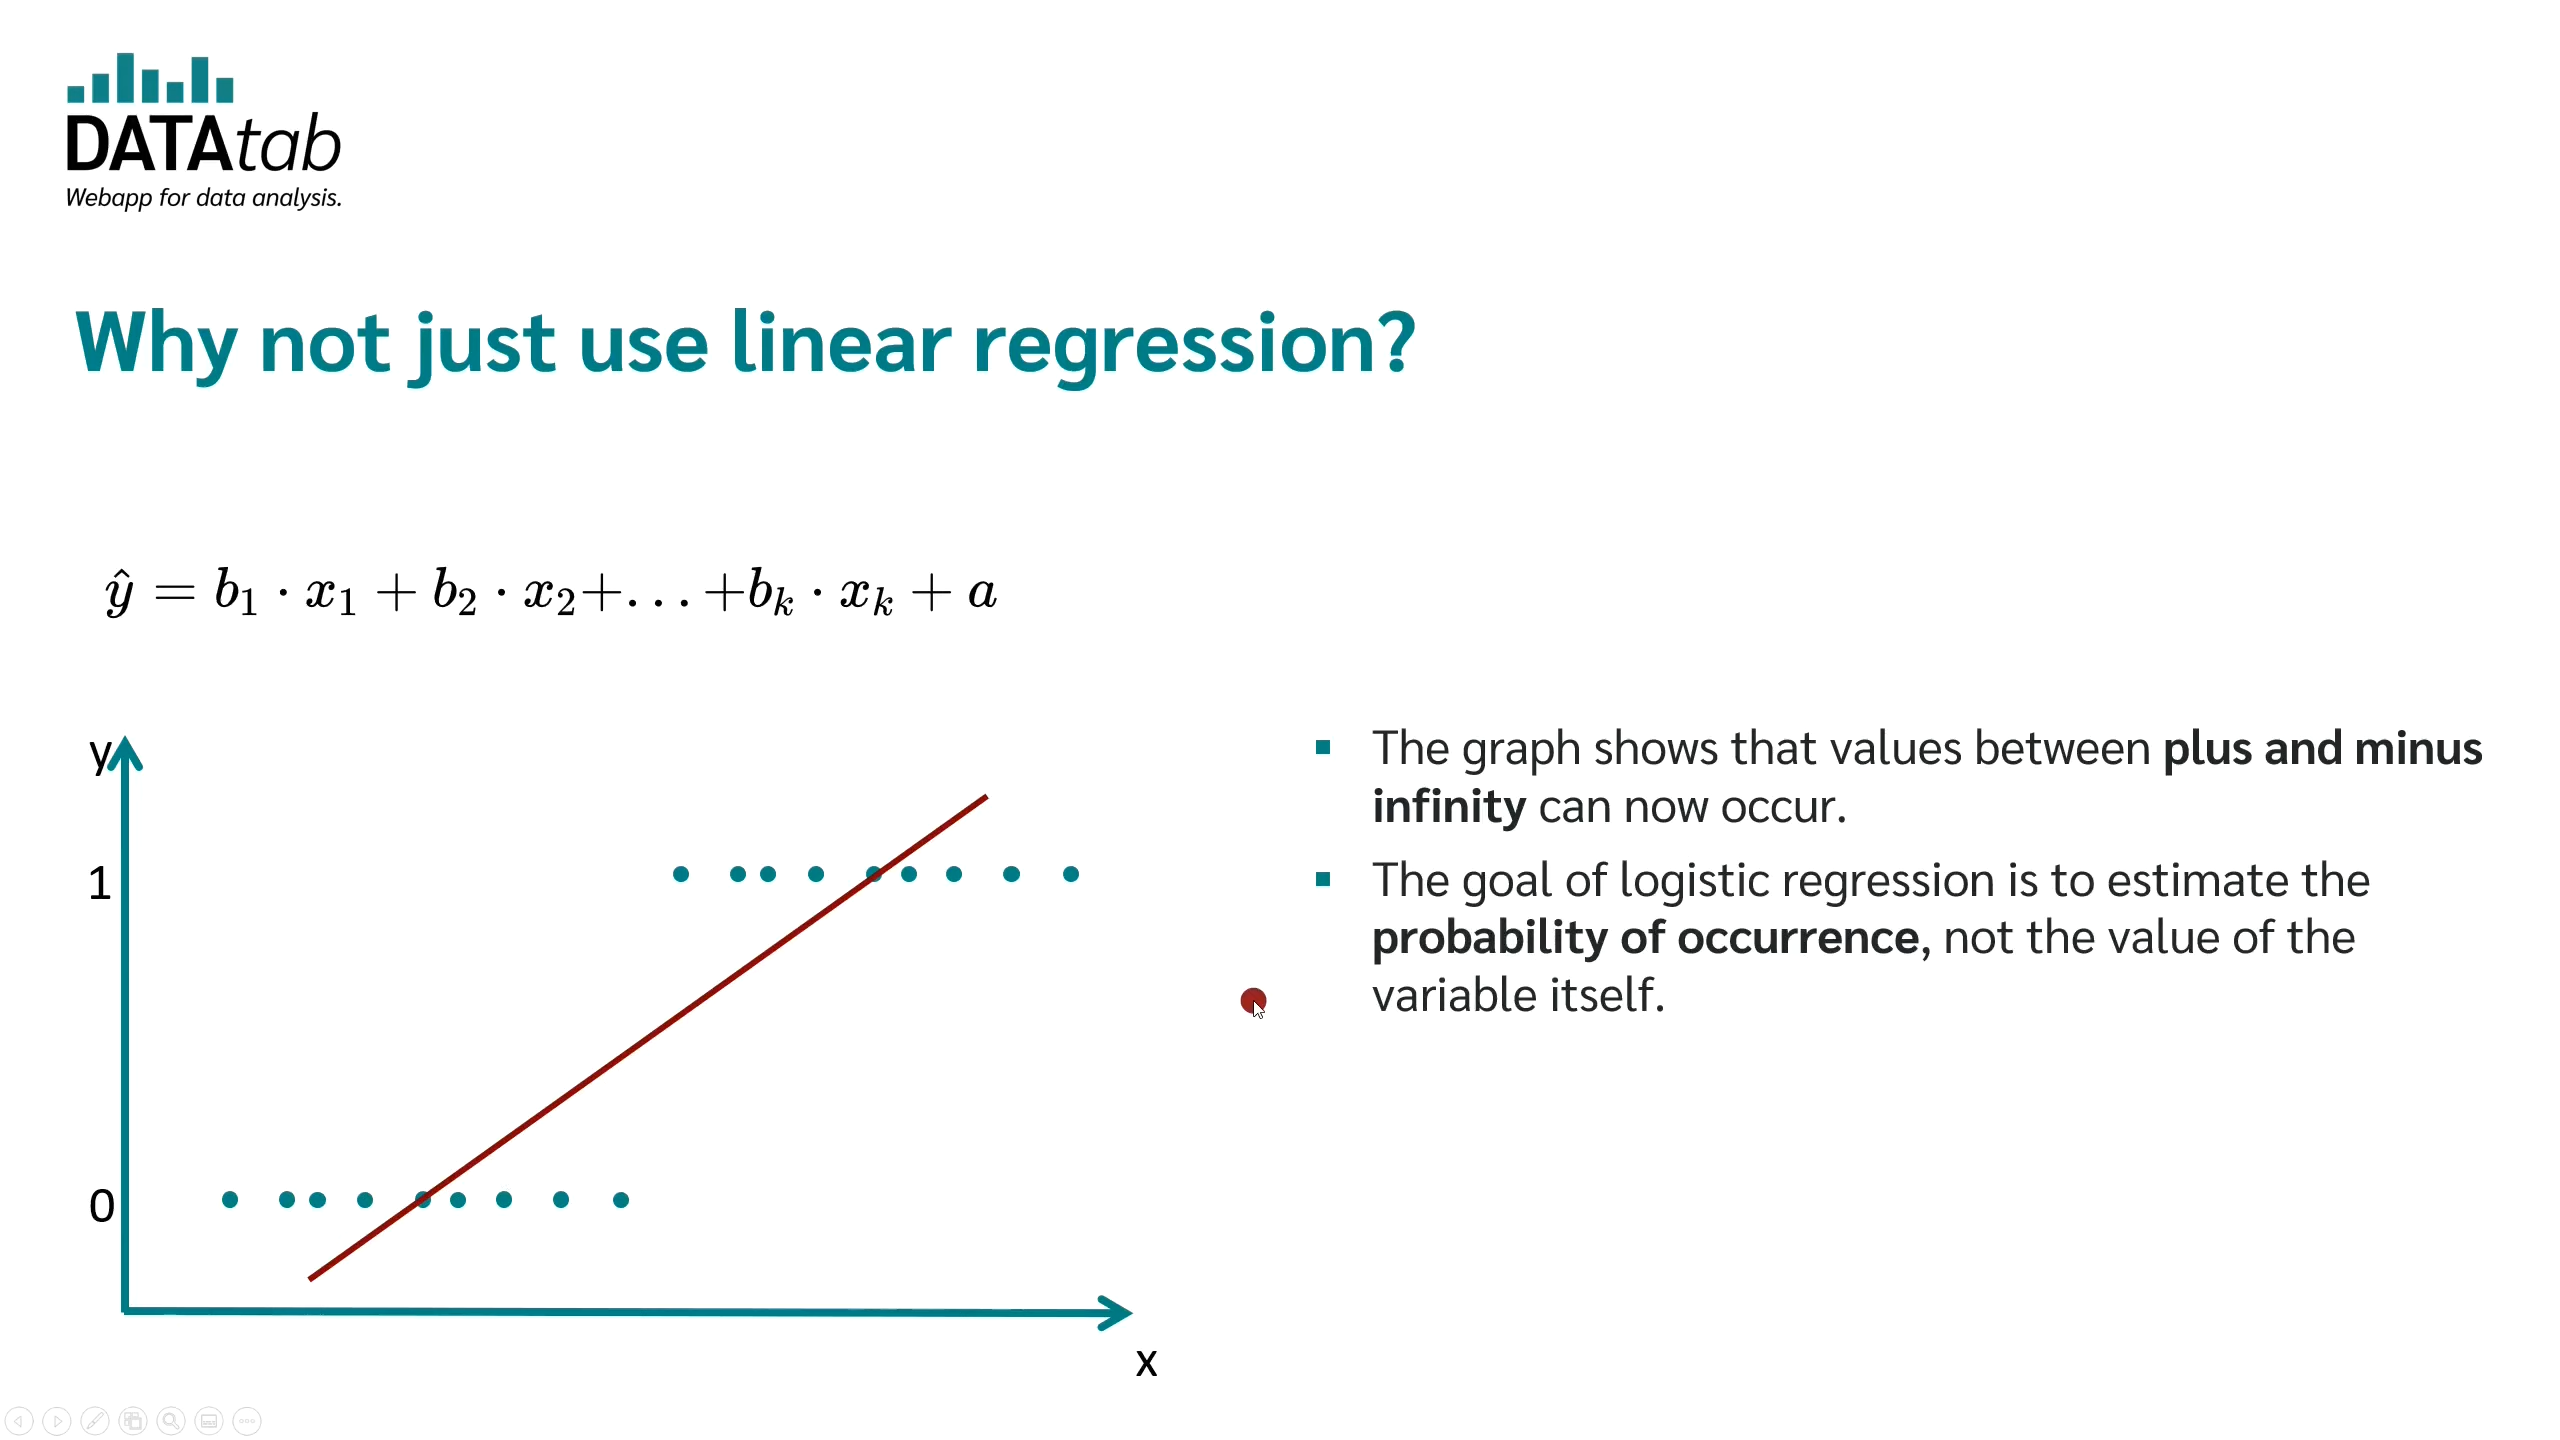 DATAtab
Webapp for data analysis.
Why not just use linear regression?
ŷ = b₁ · x₁ + b₂ · x₂+. . . +bₖ · xₖ + a
y
1
0
x
The graph shows that values between plus and minus
infinity can now occur.
The goal of logistic regression is to estimate the
probability of occurrence, not the value of the
variable itself.